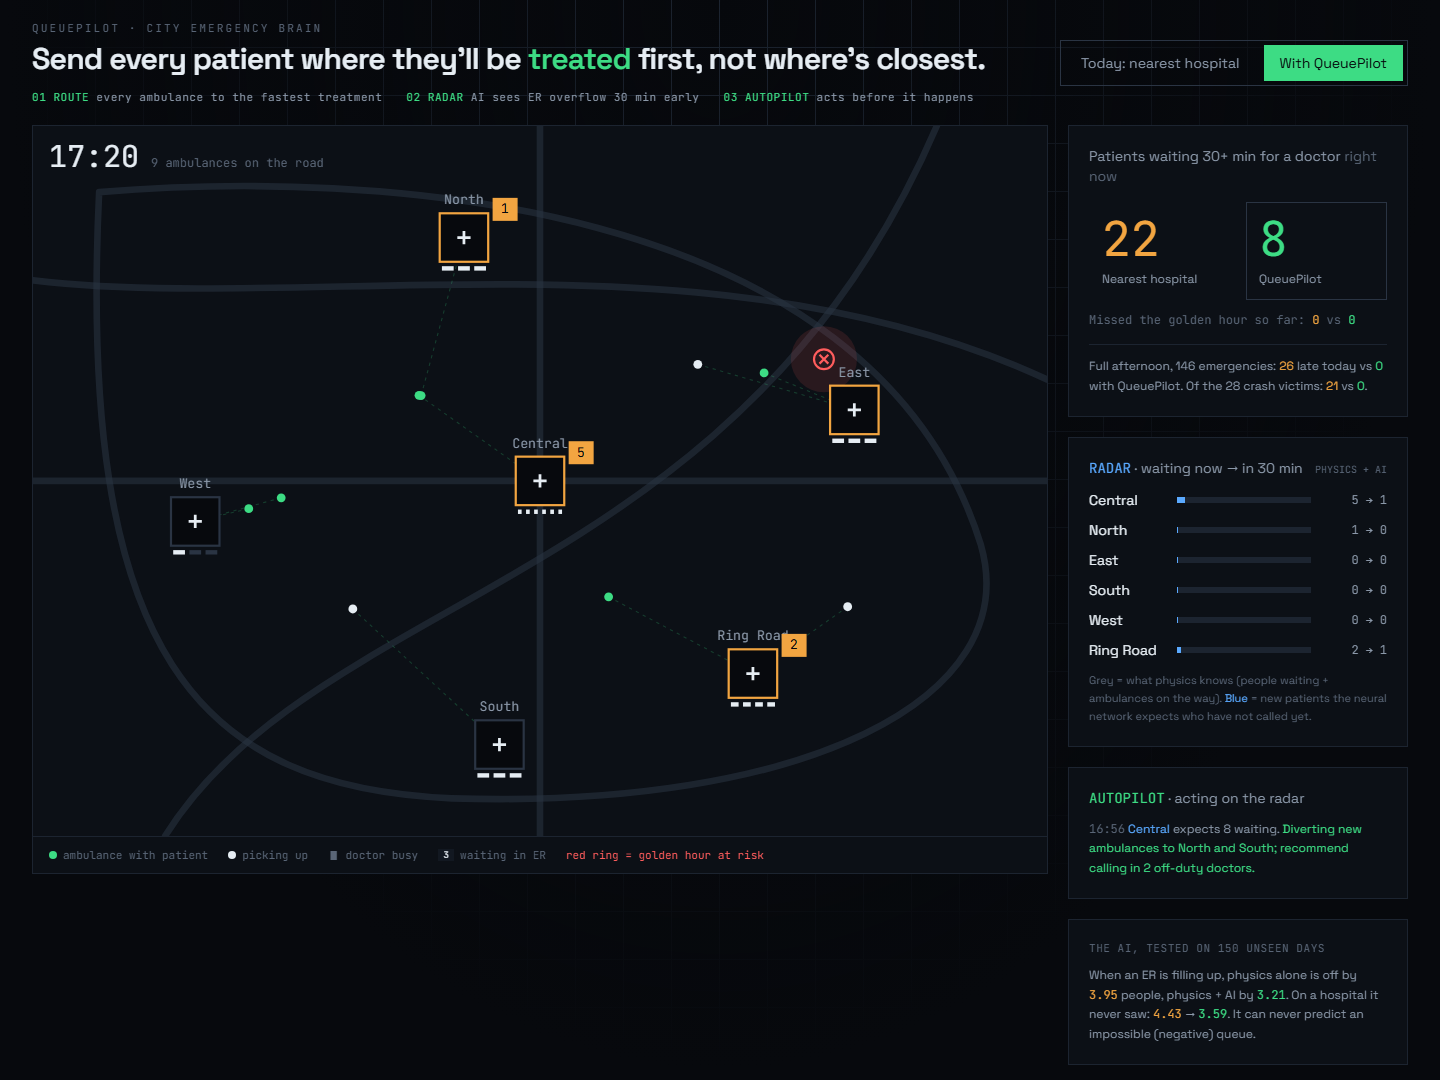 QUEUEPILOT · CITY EMERGENCY BRAIN
Send every patient where they'll be treated first, not where's closest.
01 ROUTE every ambulance to the fastest treatment 02 RADAR AI sees ER overflow 30 min early 03 AUTOPILOT acts before it happens
Today: nearest hospital With QueuePilot
17:20 9 ambulances on the road
North
1
East
Central
5
West
Ring Road
2
South
ambulance with patient picking up doctor busy 3 waiting in ER red ring = golden hour at risk
Patients waiting 30+ min for a doctor right
now
22 8
Nearest hospital QueuePilot
Missed the golden hour so far: 0 vs 0
Full afternoon, 146 emergencies: 26 late today vs 0
with QueuePilot. Of the 28 crash victims: 21 vs 0.
RADAR · waiting now → in 30 min PHYSICS + AI
Central 5 → 1
North 1 → 0
East 0 → 0
South 0 → 0
West 0 → 0
Ring Road 2 → 1
Grey = what physics knows (people waiting +
ambulances on the way). Blue = new patients the neural
network expects who have not called yet.
AUTOPILOT · acting on the radar
16:56 Central expects 8 waiting. Diverting new
ambulances to North and South; recommend
calling in 2 off-duty doctors.
THE AI, TESTED ON 150 UNSEEN DAYS
When an ER is filling up, physics alone is off by
3.95 people, physics + AI by 3.21. On a hospital it
never saw: 4.43 → 3.59. It can never predict an
impossible (negative) queue.